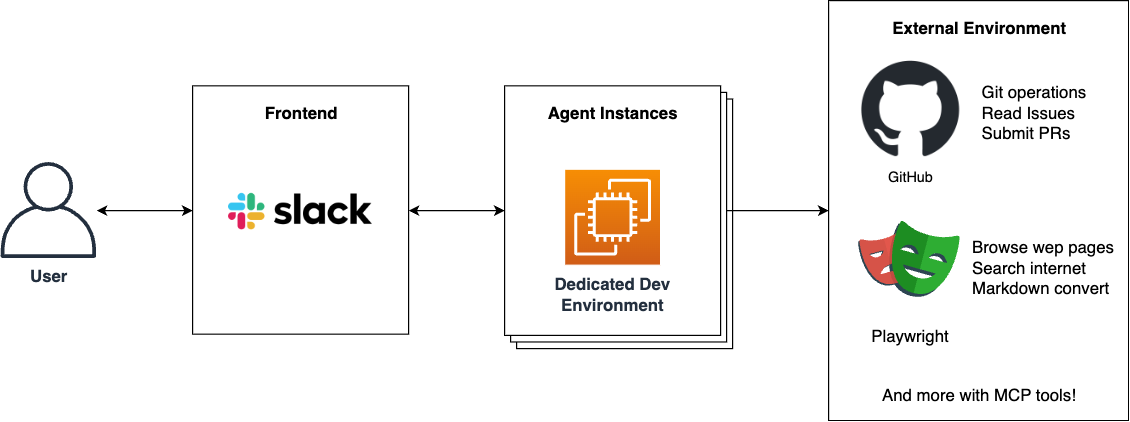 User
Frontend
slack
Agent Instances
Dedicated Dev
Environment
External Environment
Git operations
Read Issues
Submit PRs
GitHub
Browse wep pages
Search internet
Markdown convert
Playwright
And more with MCP tools!